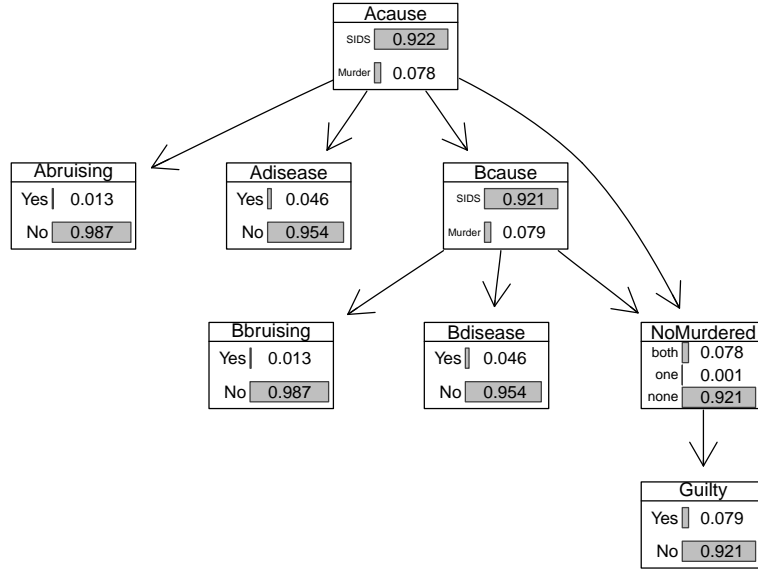 Acause
SIDS 0.922
Murder 0.078
Abruising
Yes 0.013
No 0.987
Adisease
Yes 0.046
No 0.954
Bcause
SIDS 0.921
Murder 0.079
Bbruising
Yes 0.013
No 0.987
Bdisease
Yes 0.046
No 0.954
NoMurdered
both 0.078
one 0.001
none 0.921
Guilty
Yes 0.079
No 0.921